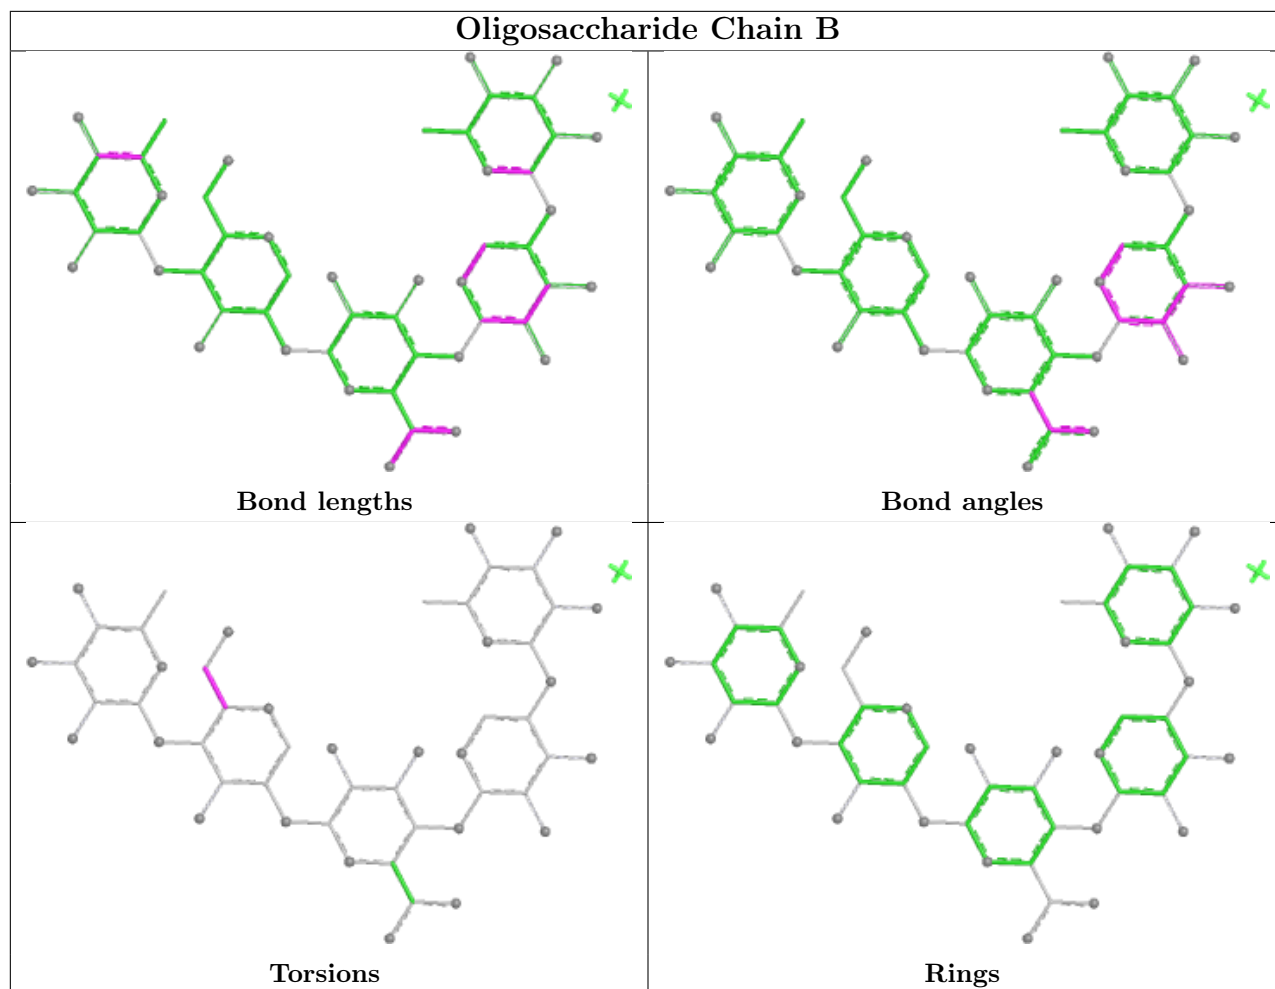 Oligosaccharide Chain B
Bond lengths
Bond angles
Torsions
Rings